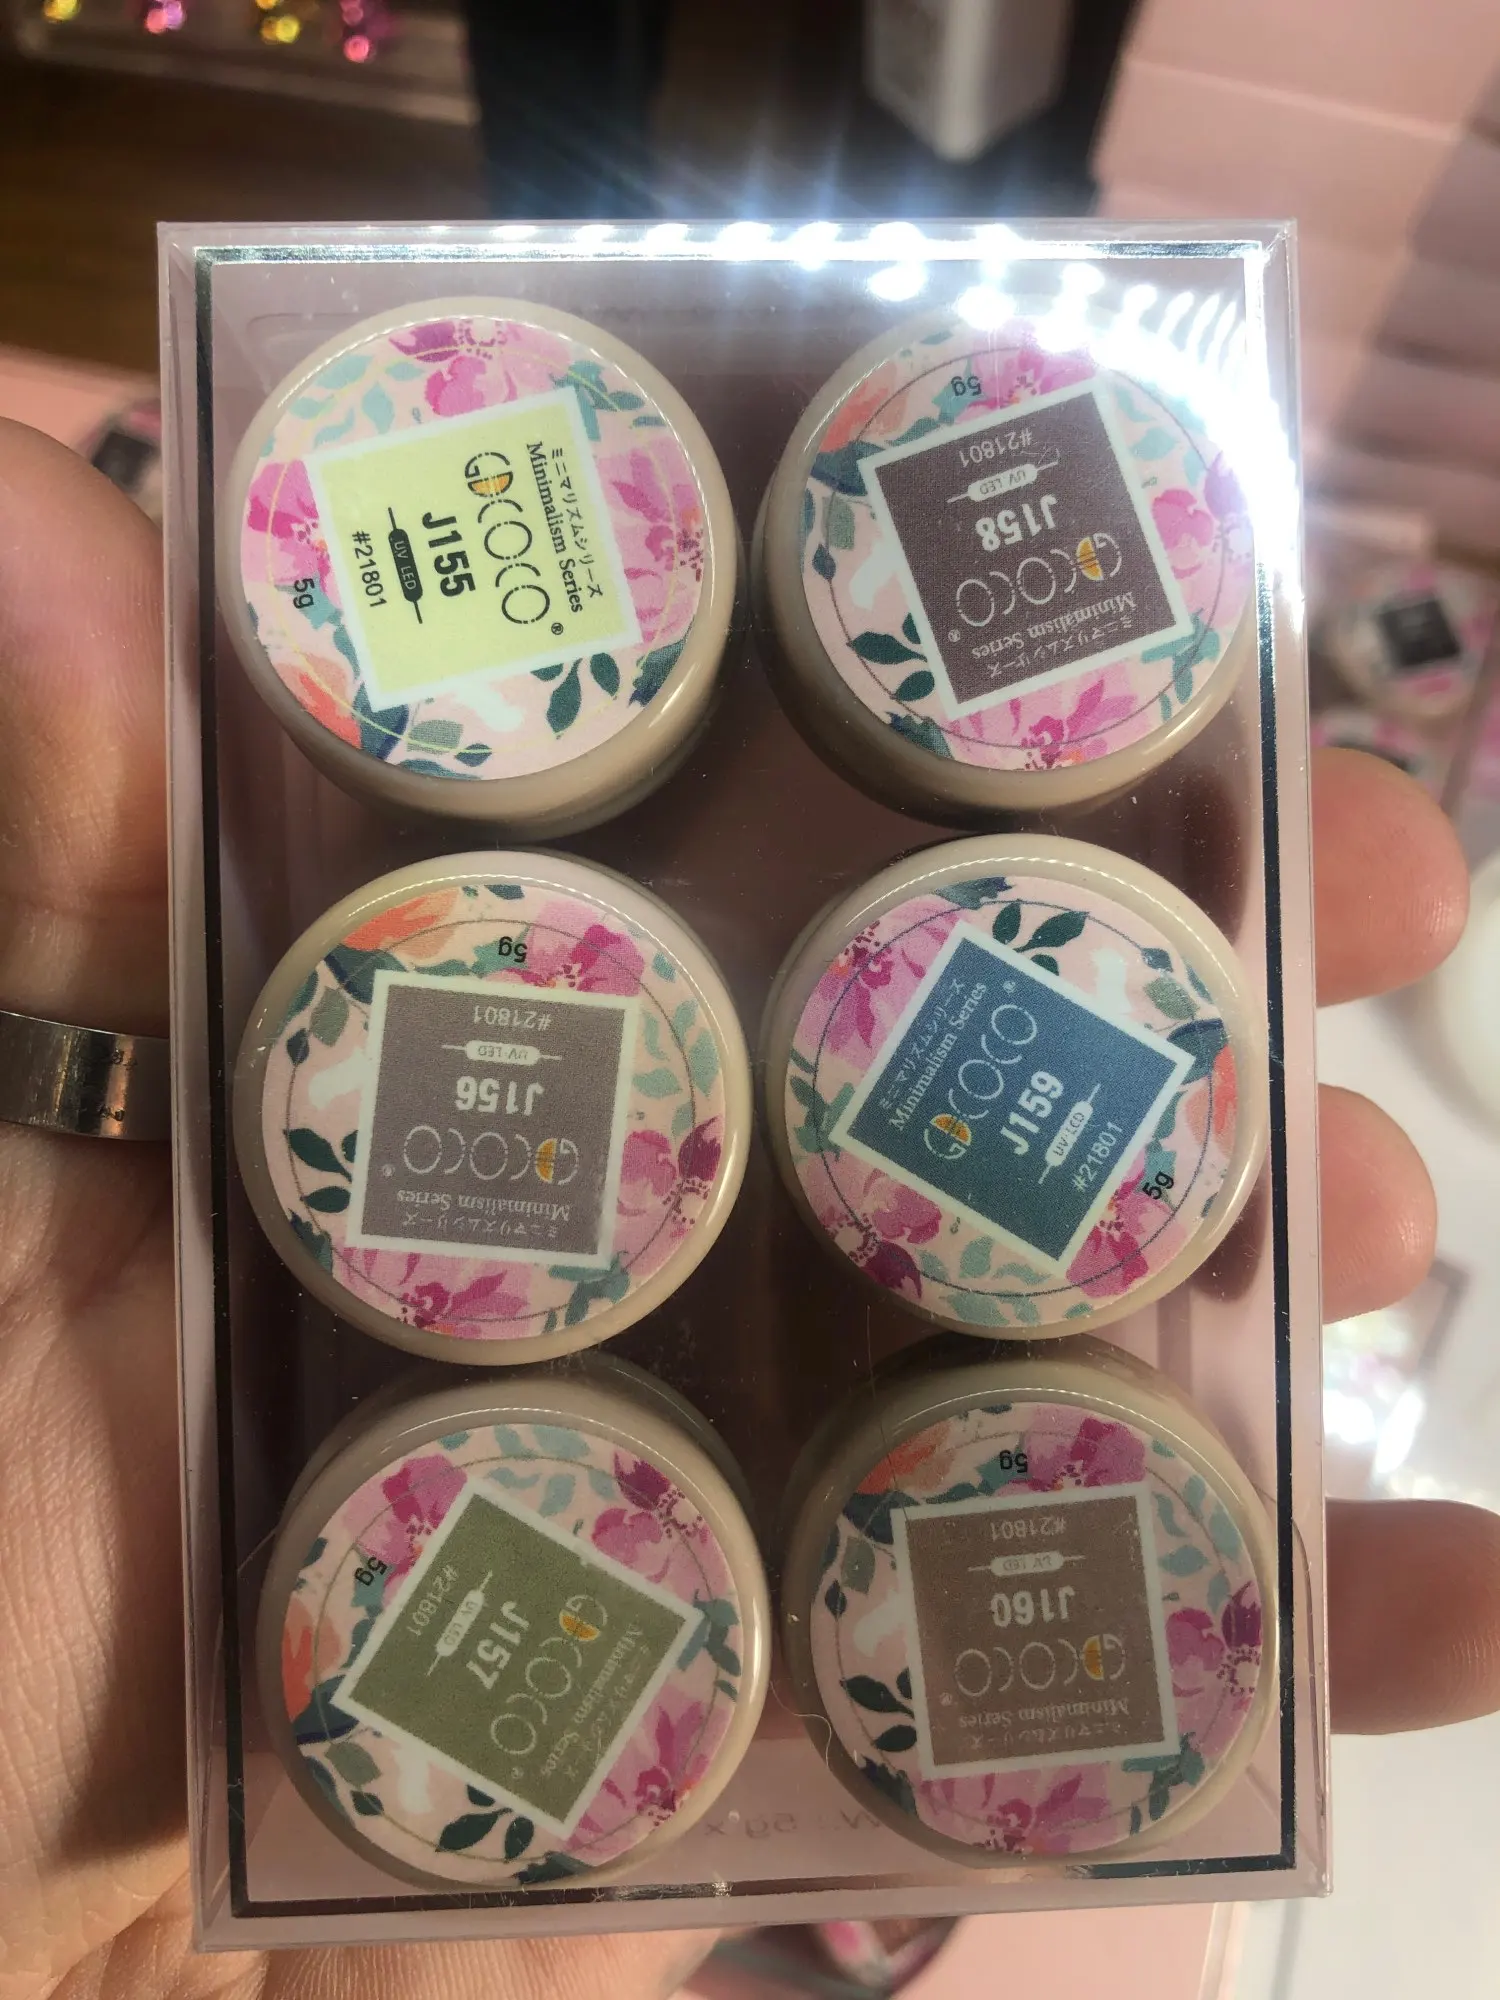 ミニマリズムシリーズ
Minimalism Series
GDCOCO®
J155
UV LED
#21801
5g
ミニマリズムシリーズ
Minimalism Series
GDCOCO®
J158
UV LED
#21801
5g
ミニマリズムシリーズ
Minimalism Series
GDCOCO®
J156
UV LED
#21801
5g
ミニマリズムシリーズ
Minimalism Series
GDCOCO®
J159
UV LED
#21801
5g
ミニマリズムシリーズ
Minimalism Series
GDCOCO®
J157
UV LED
#21801
5g
ミニマリズムシリーズ
Minimalism Series
GDCOCO®
J160
UV LED
#21801
5g